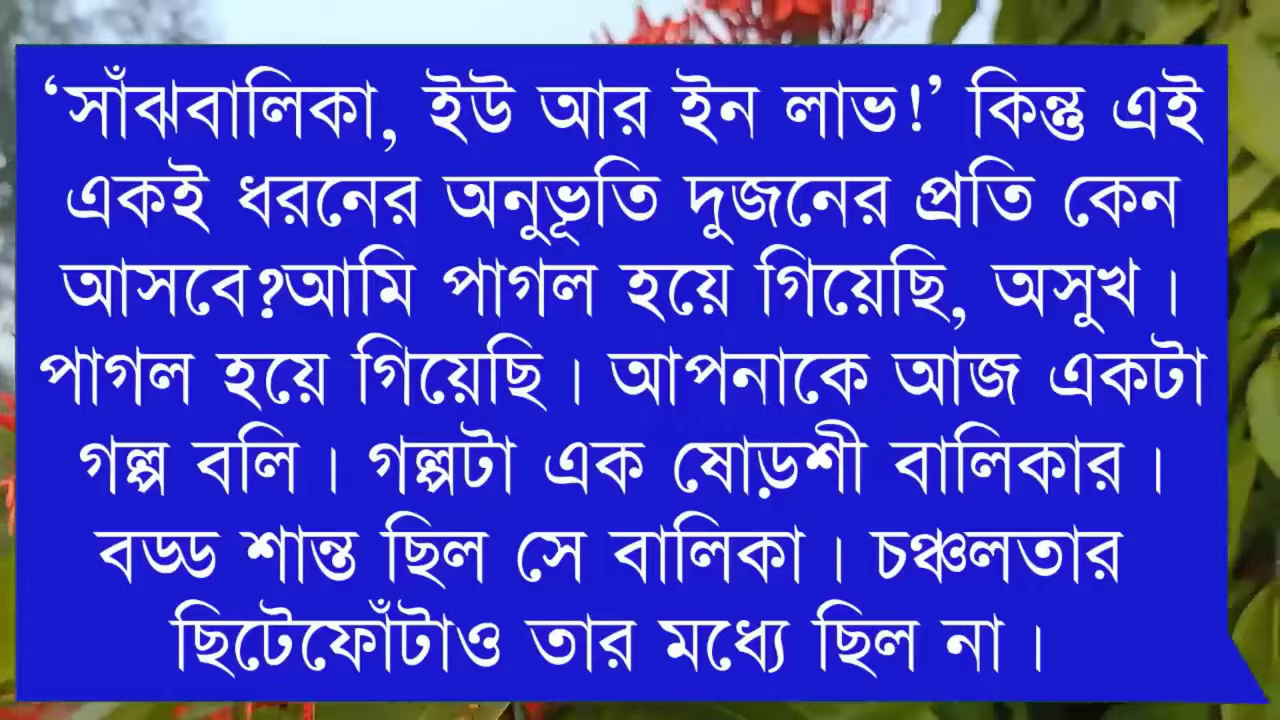 ‘সাঁঝবালিকা, ইউ আর ইন লাভ!’ কিন্তু এই
একই ধরনের অনুভূতি দুজনের প্রতি কেন
আসবে?আমি পাগল হয়ে গিয়েছি, অসুখ।
পাগল হয়ে গিয়েছি। আপনাকে আজ একটা
গল্প বলি। গল্পটা এক ষোড়শী বালিকার।
বড্ড শান্ত ছিল সে বালিকা। চঞ্চলতার
ছিটেফোঁটাও তার মধ্যে ছিল না।